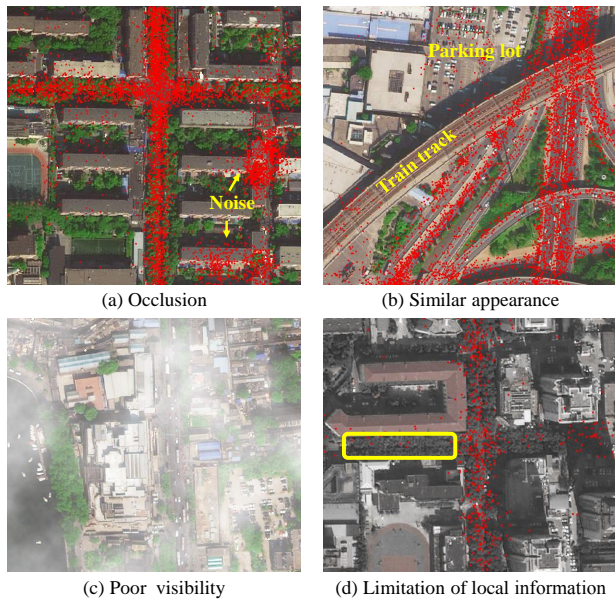 Parking lot
Train track
Noise
(a) Occlusion
(b) Similar appearance
(c) Poor visibility
(d) Limitation of local information